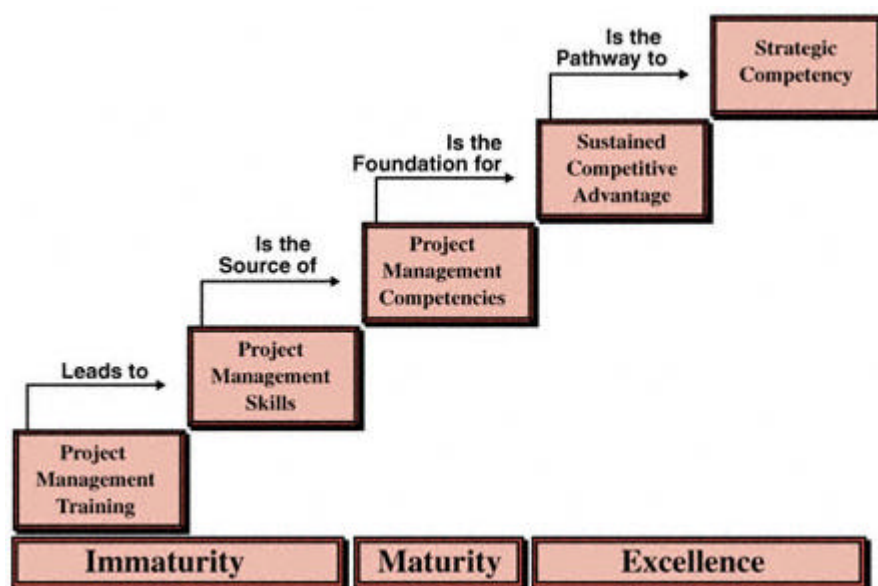 Is the
Pathway to
Strategic
Competency
Is the
Foundation for
Sustained
Competitive
Advantage
Is the
Source of
Project
Management
Competencies
Leads to
Project
Management
Skills
Project
Management
Training
Immaturity
Maturity
Excellence